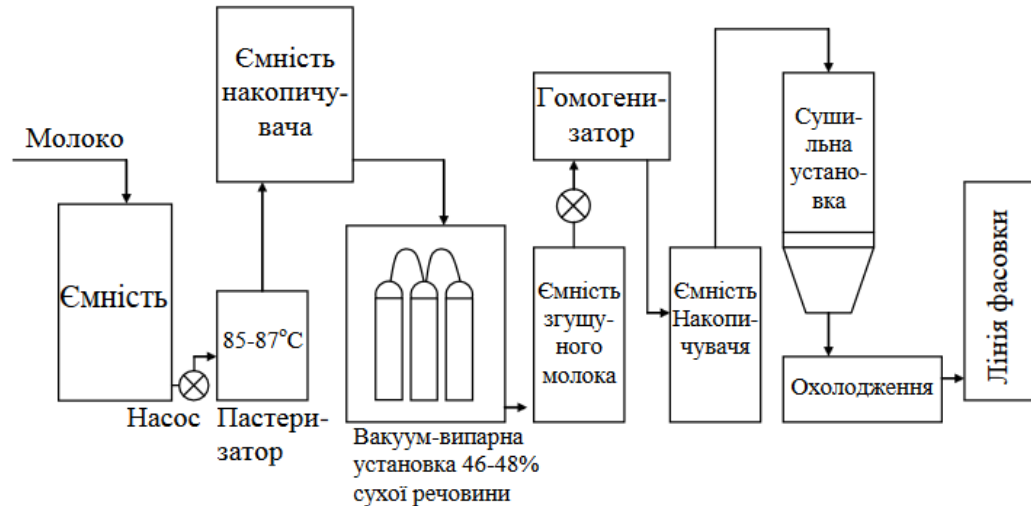 Молоко
Ємність
Насос
85-87°С
Пастери-
затор
Ємність
накопичу-
вача
Вакуум-випарна
установка 46-48%
сухої речовини
Ємність
згущу-
ного
молока
Гомогени-
затор
Ємність
Накопи-
чувачя
Суши-
льна
устано-
вка
Охолодження
Лінія фасовки